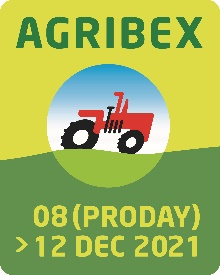 AGRIBEX
08 (PRODAY)
> 12 DEC 2021